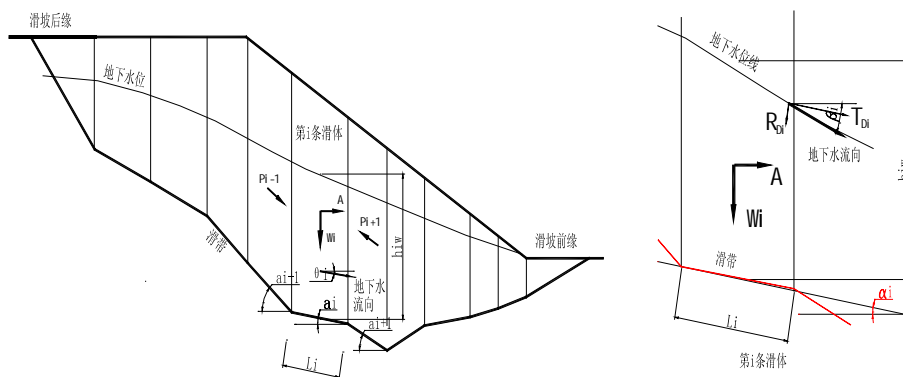 滑坡后缘
地下水位
第i条滑体
Pi-1
A
Wi
Pi+1
hiw
滑坡前缘
滑带
θi
地下水
流向
ai-1
ai
ai+1
Li
地下水位线
βi
TDi
RDi
地下水流向
A
Wi
滑带
αi
Li
第i条滑体